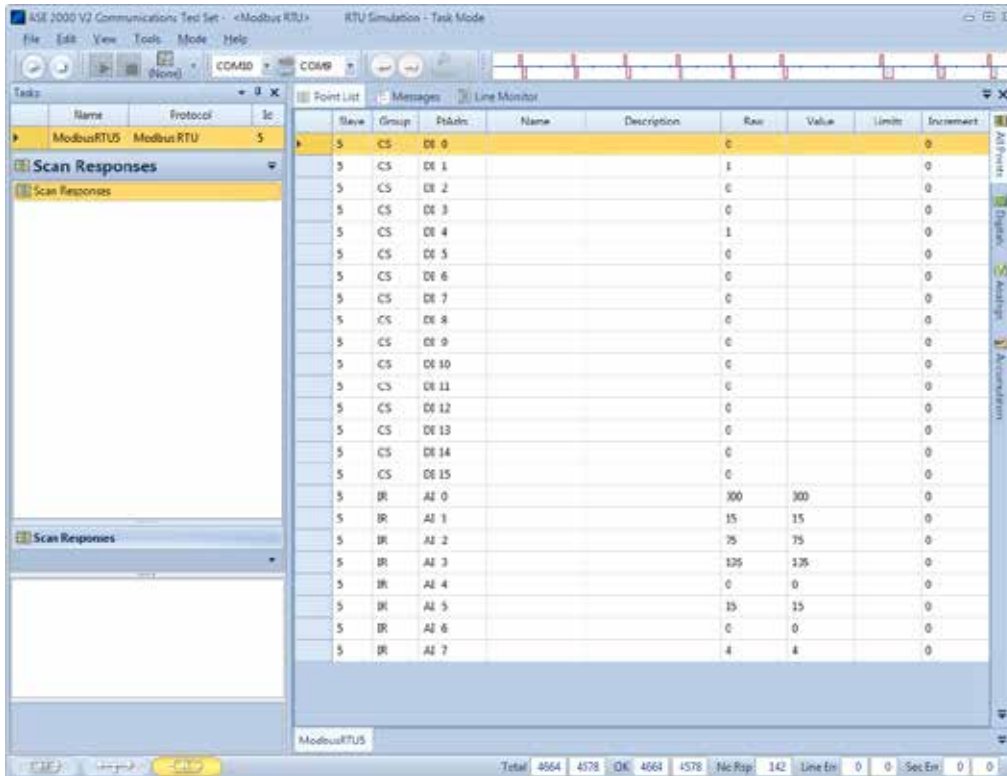 ASE 2000 V2 Communications Test Set - <Modbus RTU> RTU Simulation - Task Mode
File Edit View Tools Mode Help
(None) COM10 COM9
Tasks
Name Protocol
ModbusRTU5 Modbus RTU 5
Scan Responses
Scan Responses
Scan Responses
Point List Messages Line Monitor
Slave Group PtAdrs Name Description Raw Value Limits Increment
5 CS DI 0 0 0
5 CS DI 1 1 0
5 CS DI 2 0 0
5 CS DI 3 0 0
5 CS DI 4 1 0
5 CS DI 5 0 0
5 CS DI 6 0 0
5 CS DI 7 0 0
5 CS DI 8 0 0
5 CS DI 9 0 0
5 CS DI 10 0 0
5 CS DI 11 0 0
5 CS DI 12 0 0
5 CS DI 13 0 0
5 CS DI 14 0 0
5 CS DI 15 0 0
5 IR AI 0 300 300 0
5 IR AI 1 15 15 0
5 IR AI 2 75 75 0
5 IR AI 3 135 135 0
5 IR AI 4 0 0 0
5 IR AI 5 15 15 0
5 IR AI 6 0 0 0
5 IR AI 7 4 4 0
All Points
Digitals
Analogs
Accumulators
ModbusRTU5
Total 4664 4578 OK 4664 4578 No Rsp 142 Line Err 0 0 Sec Err 0 0